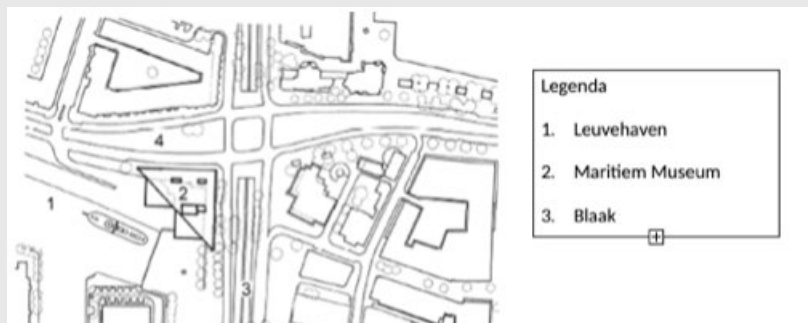 4
2
1
3
Legenda
1. Leuvehaven
2. Maritiem Museum
3. Blaak